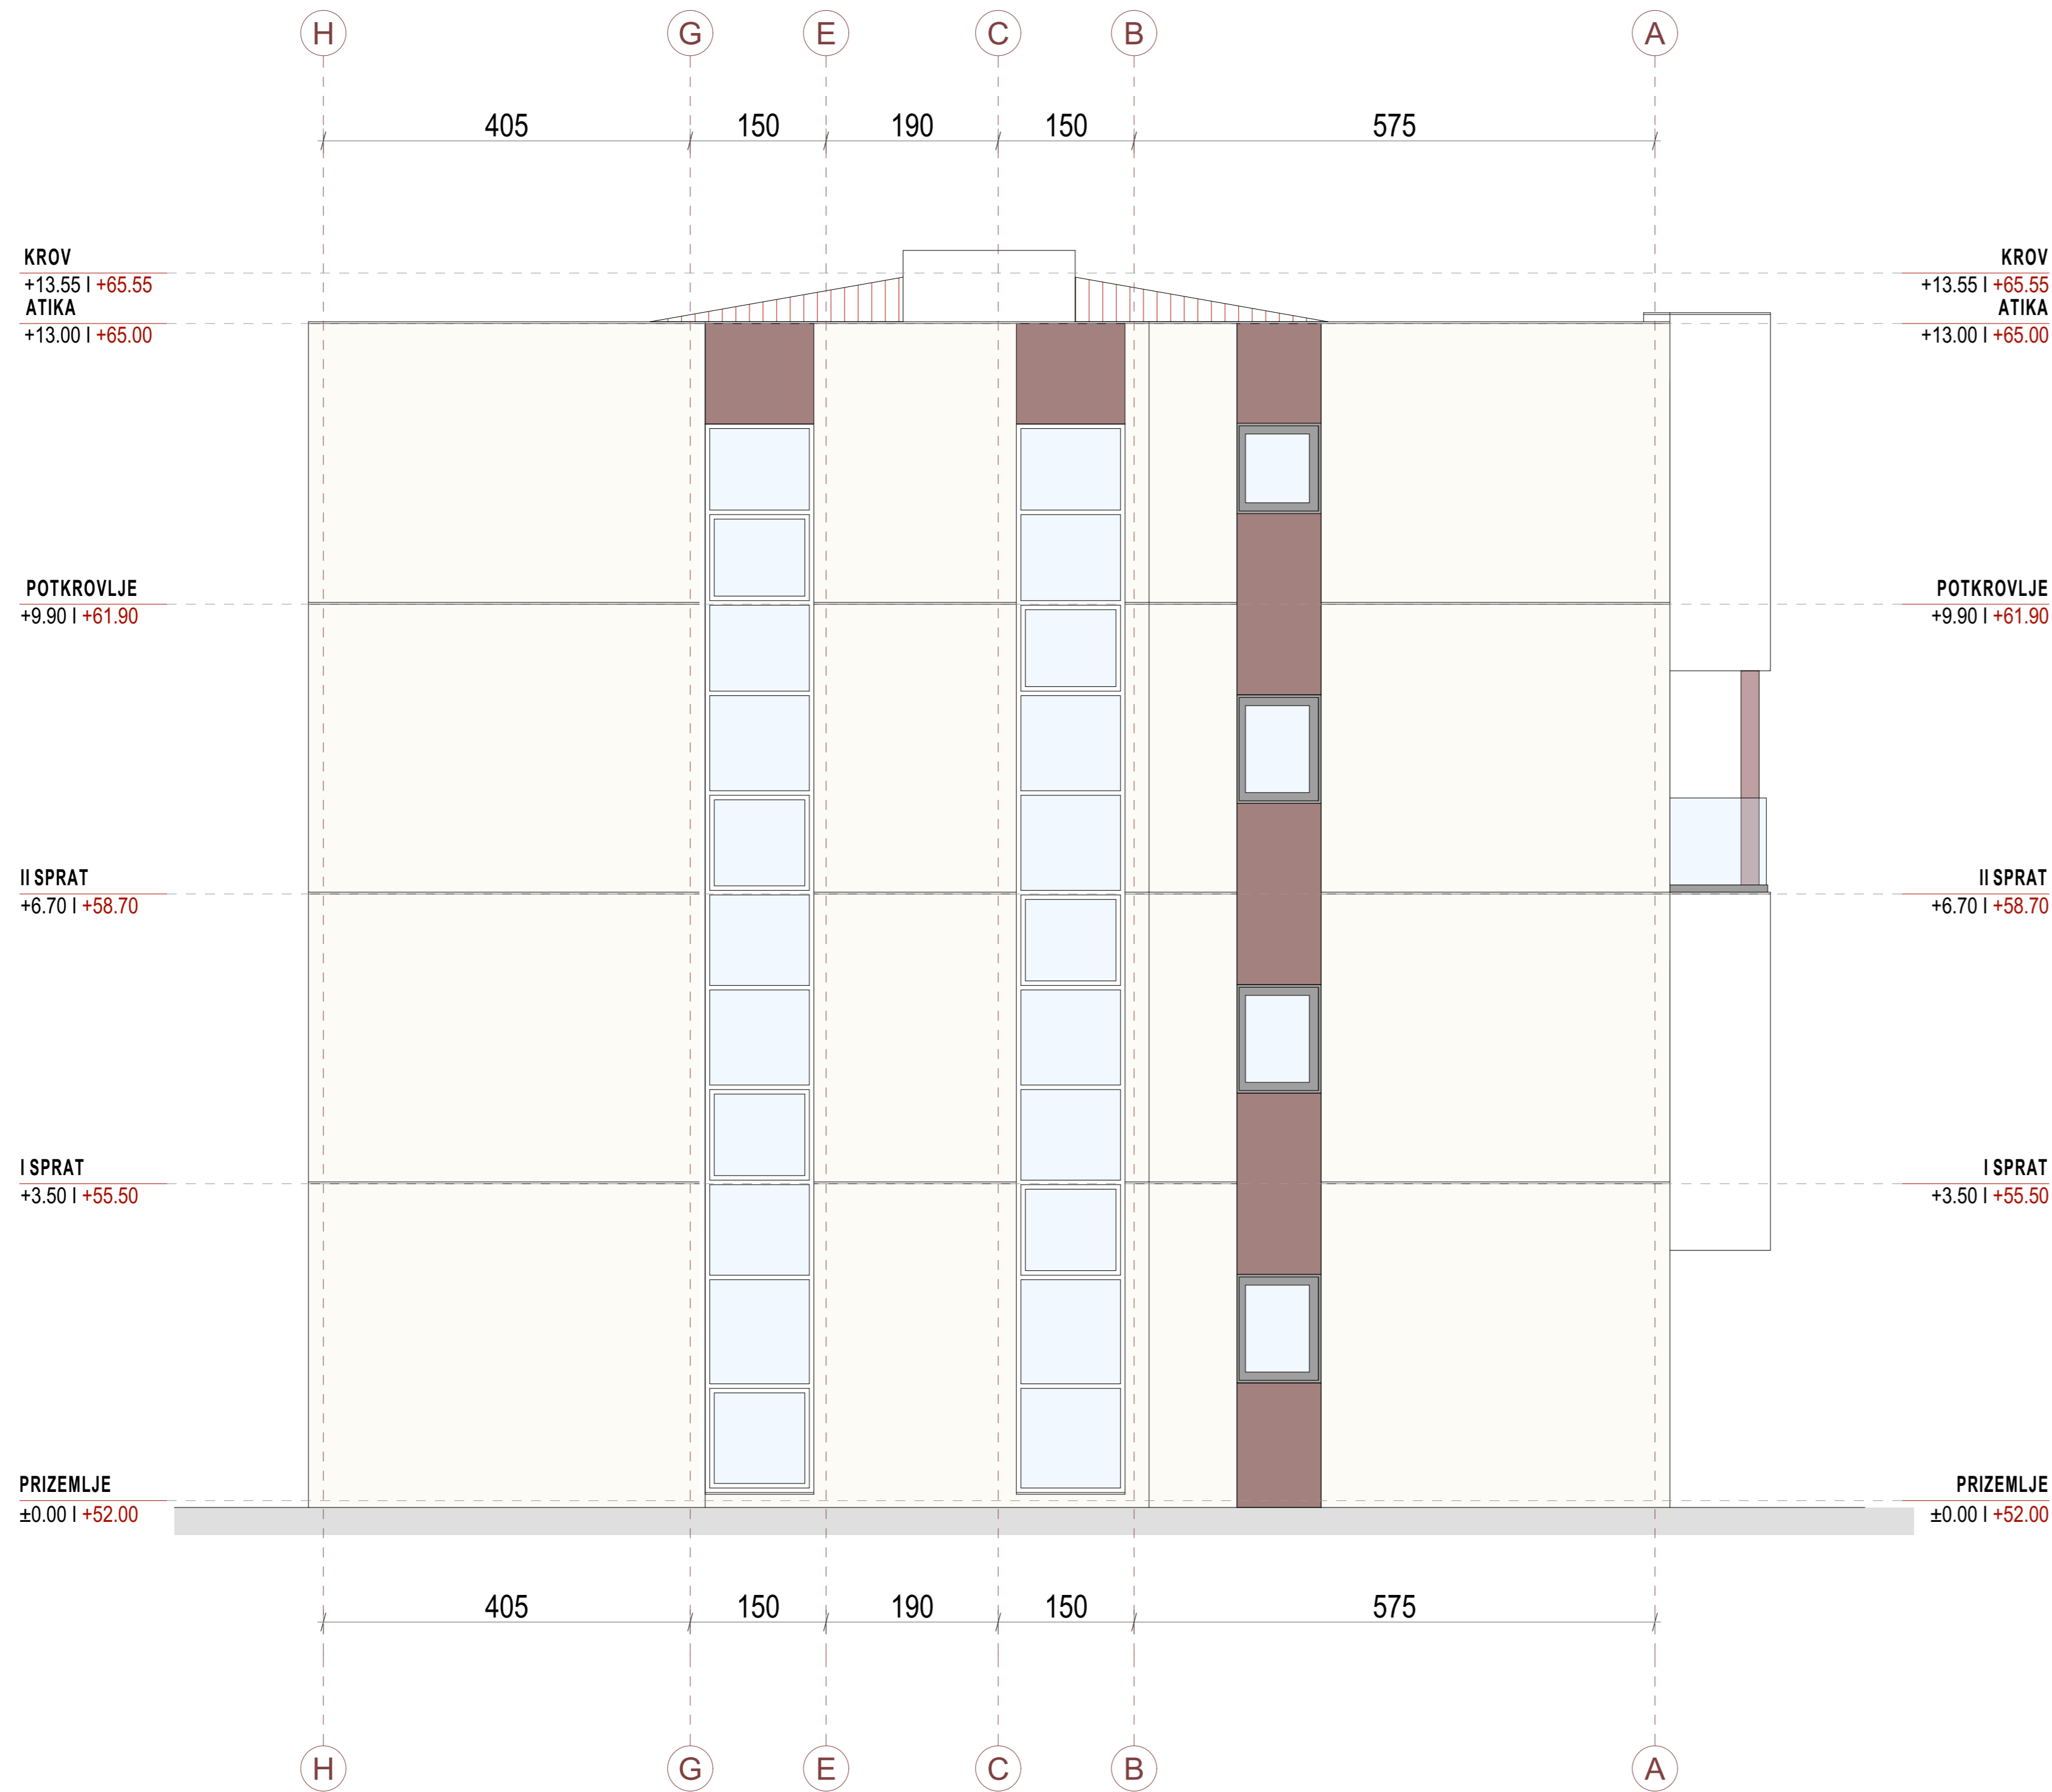 H G E C B A
405 150 190 150 575
KROV KROV
+13.55 | +65.55 +13.55 | +65.55
ATIKA ATIKA
+13.00 | +65.00 +13.00 | +65.00
POTKROVLJE POTKROVLJE
+9.90 | +61.90 +9.90 | +61.90
II SPRAT II SPRAT
+6.70 | +58.70 +6.70 | +58.70
I SPRAT I SPRAT
+3.50 | +55.50 +3.50 | +55.50
PRIZEMLJE PRIZEMLJE
±0.00 | +52.00 ±0.00 | +52.00
405 150 190 150 575
H G E C B A